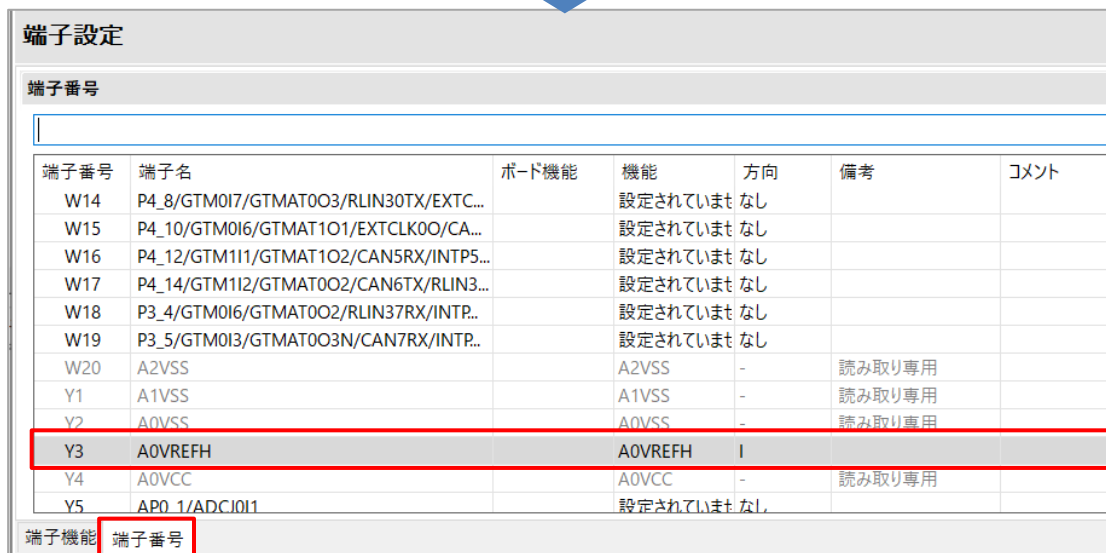 端子設定
端子番号
端子番号 端子名 ボード機能 機能 方向 備考 コメント
W14 P4_8/GTM0I7/GTMAT0O3/RLIN30TX/EXTC... 設定されていませ なし
W15 P4_10/GTM0I6/GTMAT1O1/EXTCLK0O/CA... 設定されていませ なし
W16 P4_12/GTM1I1/GTMAT1O2/CAN5RX/INTP5... 設定されていませ なし
W17 P4_14/GTM1I2/GTMAT0O2/CAN6TX/RLIN3... 設定されていませ なし
W18 P3_4/GTM0I6/GTMAT0O2/RLIN37RX/INTP... 設定されていませ なし
W19 P3_5/GTM0I3/GTMAT0O3N/CAN7RX/INTP... 設定されていませ なし
W20 A2VSS A2VSS - 読み取り専用
Y1 A1VSS A1VSS - 読み取り専用
Y2 A0VSS A0VSS - 読み取り専用
Y3 A0VREFH A0VREFH I
Y4 A0VCC A0VCC - 読み取り専用
Y5 AP0_1/ADCJ0I1 設定されていませ なし
端子機能 端子番号